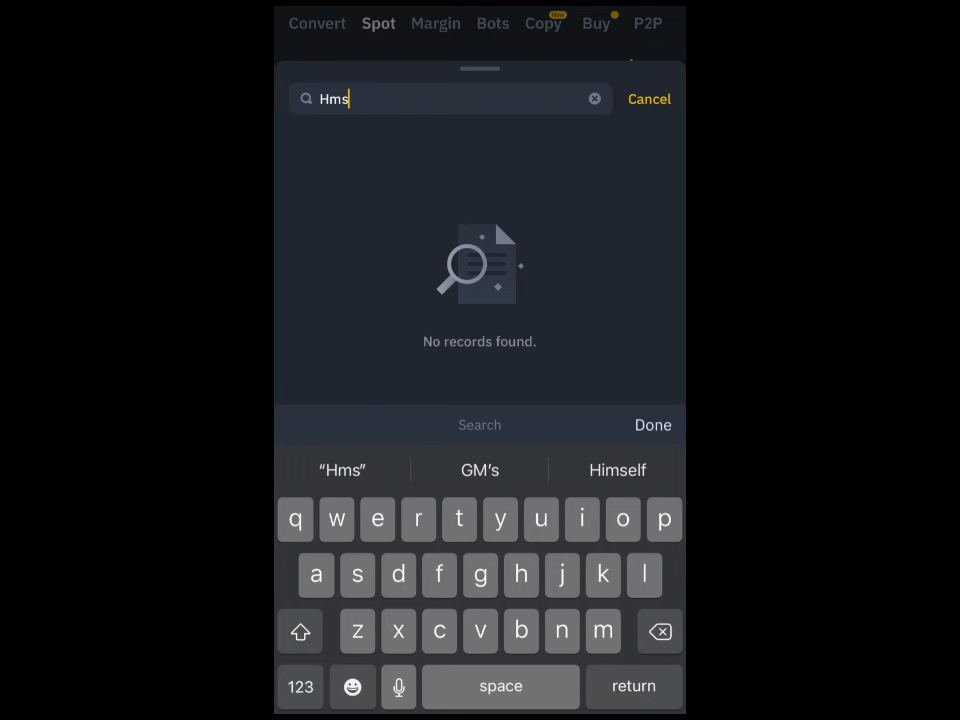 Convert Spot Margin Bots Copy New Buy P2P
Hms Cancel
No records found.
Search Done
“Hms” GM’s Himself
q w e r t y u i o p
a s d f g h j k l
z x c v b n m
123 space return